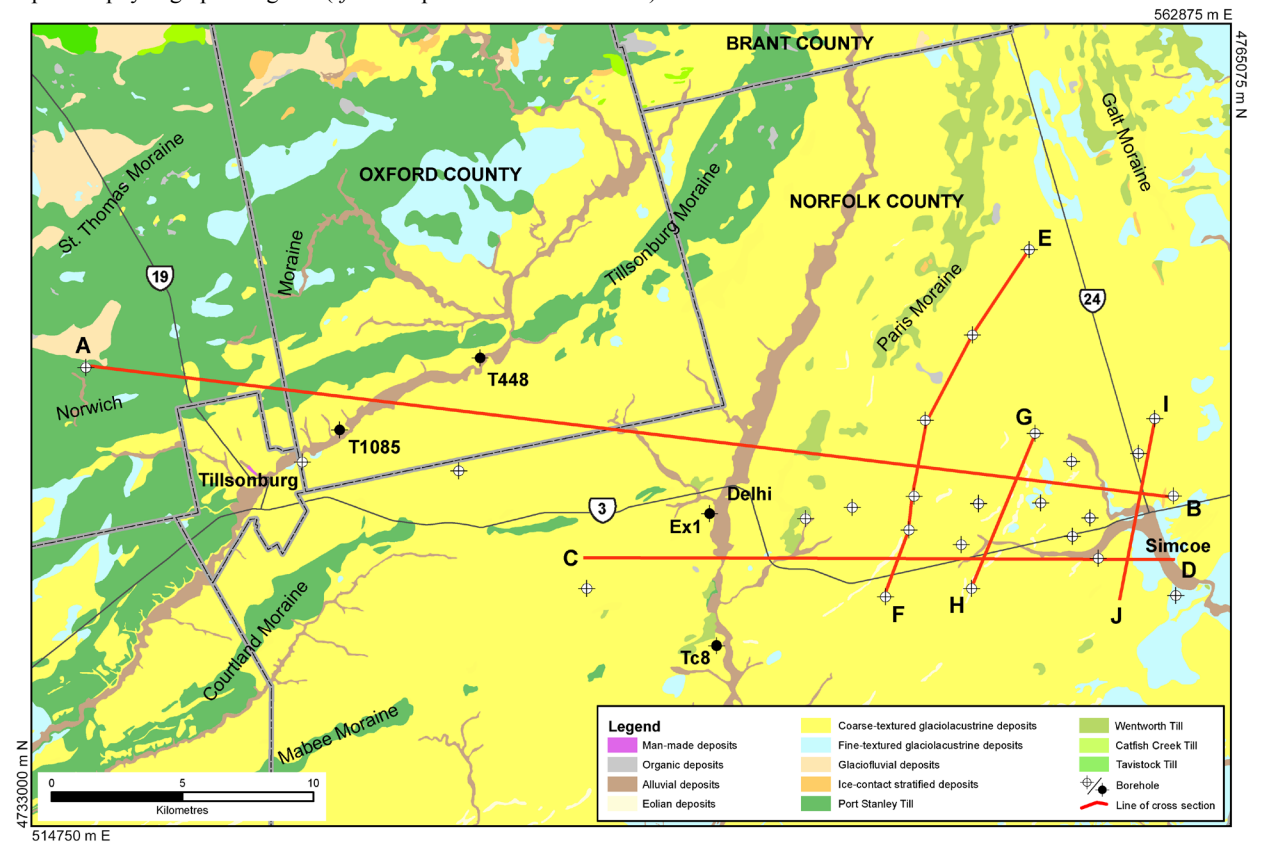 562875 m E
4765075 m N
BRANT COUNTY
Galt Moraine
St. Thomas Moraine
OXFORD COUNTY
Tillsonburg Moraine
NORFOLK COUNTY
Moraine
E
19
24
Paris Moraine
A
T448
Norwich
I
G
T1085
Tillsonburg
Delhi
B
3
Ex1
Simcoe
C
D
F
H
J
Courtland Moraine
Tc8
Mabee Moraine
Legend
Man-made deposits
Organic deposits
Alluvial deposits
Eolian deposits
Coarse-textured glaciolacustrine deposits
Fine-textured glaciolacustrine deposits
Glaciofluvial deposits
Ice-contact stratified deposits
Port Stanley Till
Wentworth Till
Catfish Creek Till
Tavistock Till
Borehole
Line of cross section
0 5 10
Kilometres
4733000 m N
514750 m E